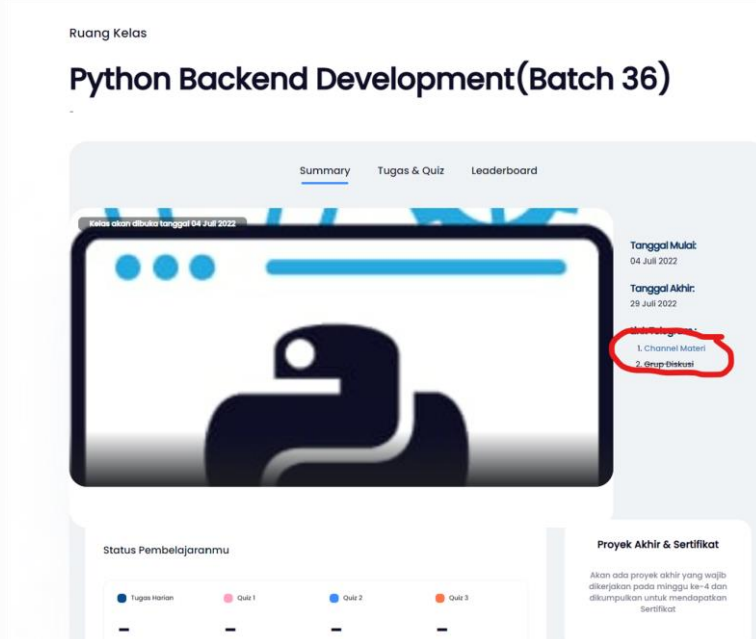 Ruang Kelas
Python Backend Development(Batch 36)
-
Summary Tugas & Quiz Leaderboard
Kelas akan dibuka tanggal 04 Juli 2022
Tanggal Mulai:
04 Juli 2022
Tanggal Akhir:
29 Juli 2022
Link Telegram :
1. Channel Materi
2. Grup Diskusi
Status Pembelajaranmu
Tugas Harian Quiz 1 Quiz 2 Quiz 3
- - - -
Proyek Akhir & Sertifikat
Akan ada proyek akhir yang wajib
dikerjakan pada minggu ke-4 dan
dikumpulkan untuk mendapatkan
Sertifikat